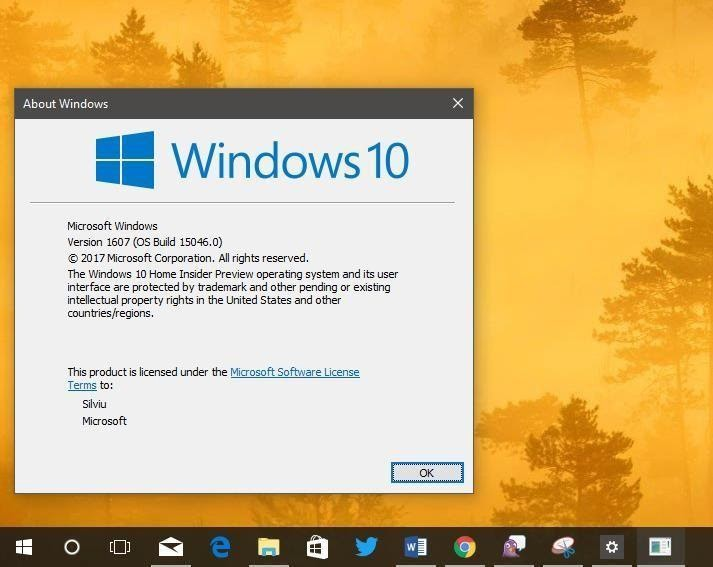 About Windows
Windows 10
Microsoft Windows
Version 1607 (OS Build 15046.0)
© 2017 Microsoft Corporation. All rights reserved.
The Windows 10 Home Insider Preview operating system and its user
interface are protected by trademark and other pending or existing
intellectual property rights in the United States and other
countries/regions.
This product is licensed under the Microsoft Software License
Terms to:
Silviu
Microsoft
OK